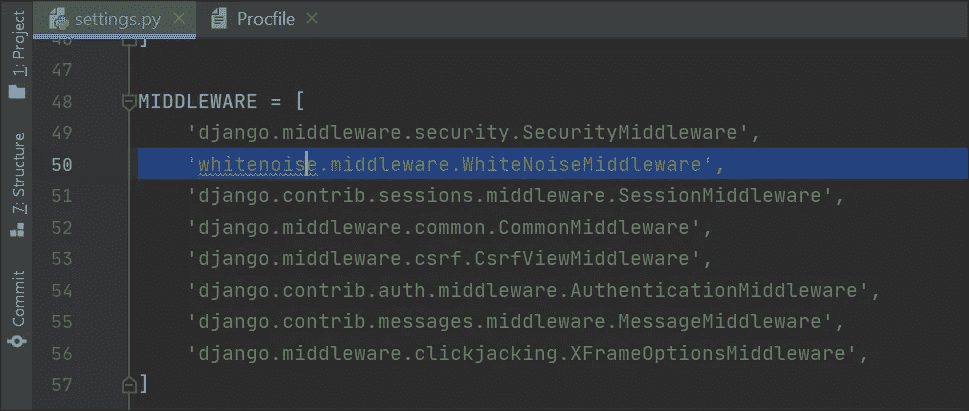 settings.py
Procfile
1: Project
7: Structure
Commit
46 ]
47
48 MIDDLEWARE = [
49 'django.middleware.security.SecurityMiddleware',
50 'whitenoise.middleware.WhiteNoiseMiddleware',
51 'django.contrib.sessions.middleware.SessionMiddleware',
52 'django.middleware.common.CommonMiddleware',
53 'django.middleware.csrf.CsrfViewMiddleware',
54 'django.contrib.auth.middleware.AuthenticationMiddleware',
55 'django.contrib.messages.middleware.MessageMiddleware',
56 'django.middleware.clickjacking.XFrameOptionsMiddleware',
57 ]